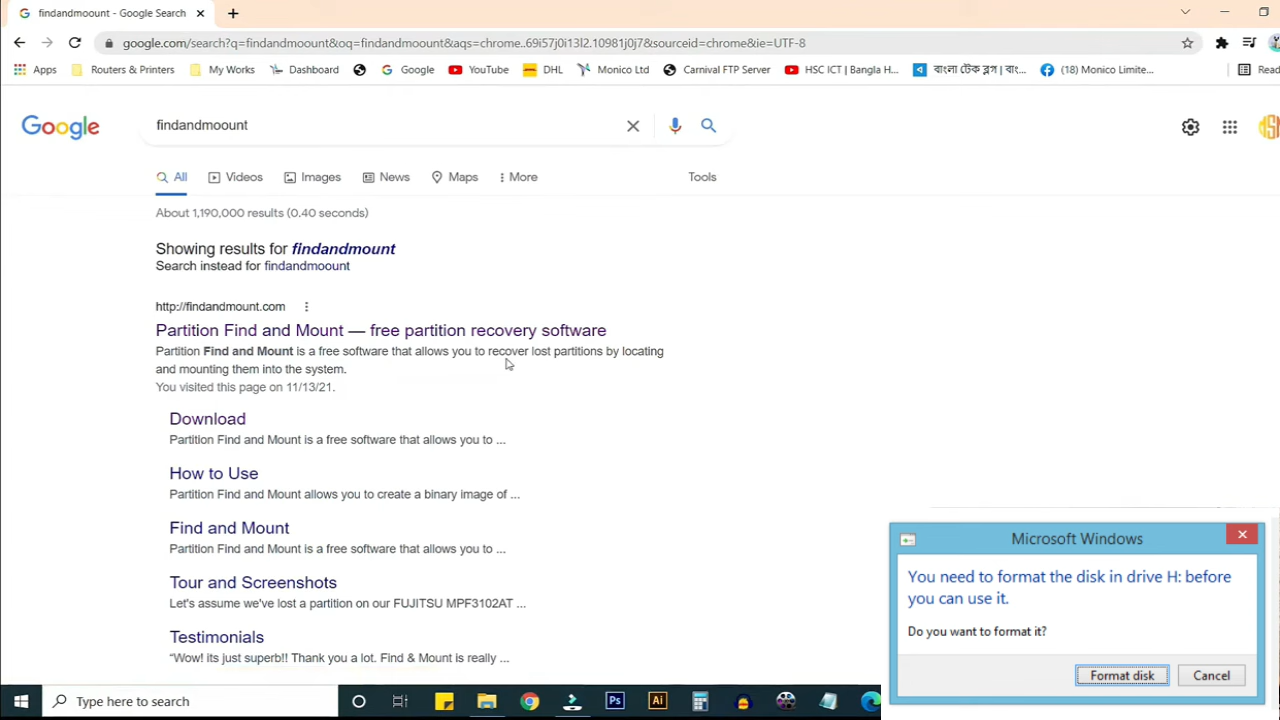 findandmoount - Google Search
google.com/search?q=findandmoount&oq=findandmoount&aqs=chrome..69i57j0i13l2.10981j0j7&sourceid=chrome&ie=UTF-8
Apps Routers & Printers My Works Dashboard Google YouTube DHL Monico Ltd Carnival FTP Server HSC ICT | Bangla H... বাংলা টেক ব্লগ | বাং... (18) Monico Limite... Read
Google findandmoount
All Videos Images News Maps More Tools
About 1,190,000 results (0.40 seconds)
Showing results for findandmount
Search instead for findandmoount
http://findandmount.com
Partition Find and Mount — free partition recovery software
Partition Find and Mount is a free software that allows you to recover lost partitions by locating
and mounting them into the system.
You visited this page on 11/13/21.
Download
Partition Find and Mount is a free software that allows you to ...
How to Use
Partition Find and Mount allows you to create a binary image of ...
Find and Mount
Partition Find and Mount is a free software that allows you to ...
Tour and Screenshots
Let's assume we've lost a partition on our FUJITSU MPF3102AT ...
Testimonials
“Wow! its just superb!! Thank you a lot. Find & Mount is really ...
Microsoft Windows
You need to format the disk in drive H: before
you can use it.
Do you want to format it?
Format disk Cancel
Type here to search
Ps Ai